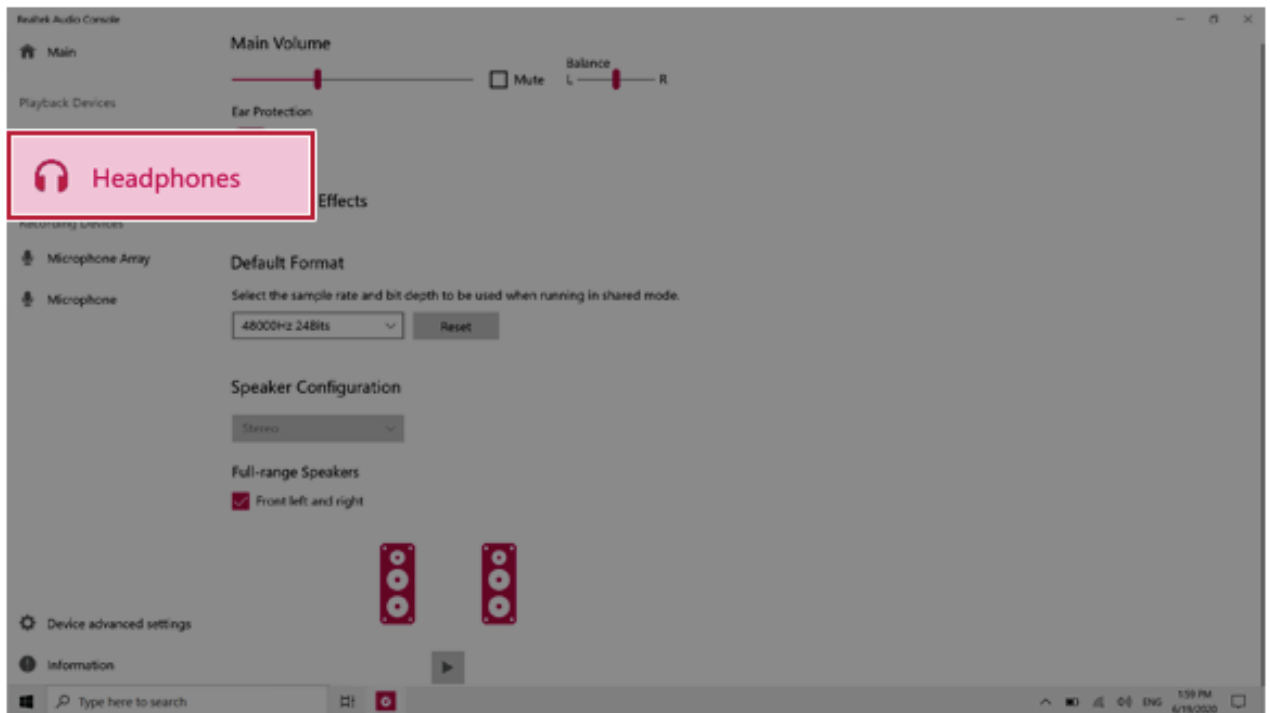 Realtek Audio Console
Main
Main Volume
Mute
Balance
L
R
Playback Devices
Ear Protection
Headphones
Effects
Recording Devices
Microphone Array
Default Format
Microphone
Select the sample rate and bit depth to be used when running in shared mode.
48000Hz 24Bits
Reset
Speaker Configuration
Stereo
Full-range Speakers
Front left and right
Device advanced settings
Information
Type here to search
ENG
1:59 PM
6/19/2020